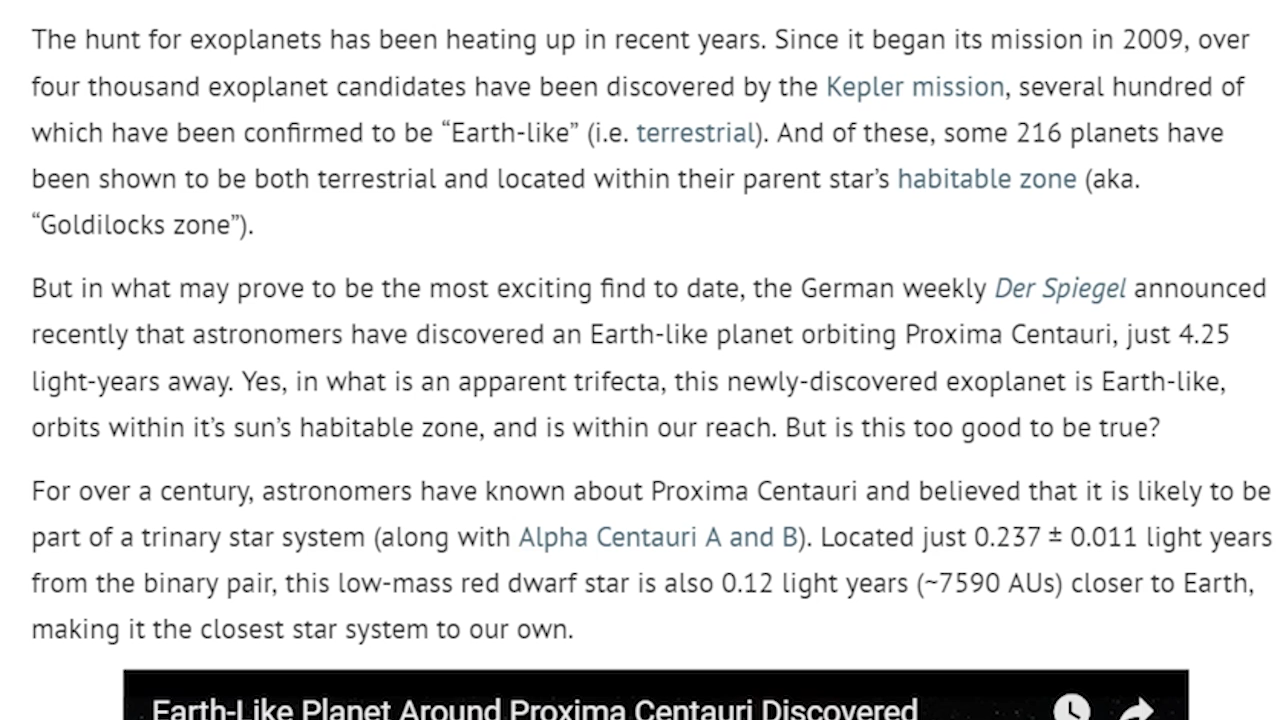 The hunt for exoplanets has been heating up in recent years. Since it began its mission in 2009, over
four thousand exoplanet candidates have been discovered by the Kepler mission, several hundred of
which have been confirmed to be “Earth-like” (i.e. terrestrial). And of these, some 216 planets have
been shown to be both terrestrial and located within their parent star’s habitable zone (aka.
“Goldilocks zone”).
But in what may prove to be the most exciting find to date, the German weekly Der Spiegel announced
recently that astronomers have discovered an Earth-like planet orbiting Proxima Centauri, just 4.25
light-years away. Yes, in what is an apparent trifecta, this newly-discovered exoplanet is Earth-like,
orbits within it’s sun’s habitable zone, and is within our reach. But is this too good to be true?
For over a century, astronomers have known about Proxima Centauri and believed that it is likely to be
part of a trinary star system (along with Alpha Centauri A and B). Located just 0.237 ± 0.011 light years
from the binary pair, this low-mass red dwarf star is also 0.12 light years (~7590 AUs) closer to Earth,
making it the closest star system to our own.
Earth-Like Planet Around Proxima Centauri Discovered